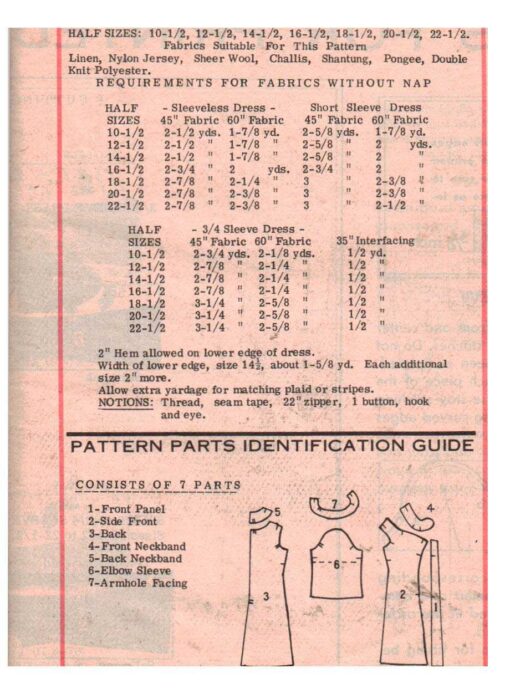 HALF SIZES: 10-1/2, 12-1/2, 14-1/2, 16-1/2, 18-1/2, 20-1/2, 22-1/2.
Fabrics Suitable For This Pattern
Linen, Nylon Jersey, Sheer Wool, Challis, Shantung, Pongee, Double
Knit Polyester.
REQUIREMENTS FOR FABRICS WITHOUT NAP
HALF - Sleeveless Dress - Short Sleeve Dress
SIZES 45" Fabric 60" Fabric 45" Fabric 60" Fabric
10-1/2 2-1/2 yds. 1-7/8 yd. 2-5/8 yds. 1-7/8 yd.
12-1/2 2-1/2 " 1-7/8 " 2-5/8 " 2 yds.
14-1/2 2-1/2 " 1-7/8 " 2-5/8 " 2 "
16-1/2 2-3/4 " 2 yds. 2-3/4 " 2 "
18-1/2 2-7/8 " 2-1/4 " 3 " 2-3/8 "
20-1/2 2-7/8 " 2-3/8 " 3 " 2-3/8 "
22-1/2 2-7/8 " 2-3/8 " 3 " 2-1/2 "
HALF - 3/4 Sleeve Dress -
SIZES 45" Fabric 60" Fabric 35" Interfacing
10-1/2 2-3/4 yds. 2-1/8 yds. 1/2 yd.
12-1/2 2-7/8 " 2-1/4 " 1/2 "
14-1/2 2-7/8 " 2-1/4 " 1/2 "
16-1/2 2-7/8 " 2-1/4 " 1/2 "
18-1/2 3-1/4 " 2-5/8 " 1/2 "
20-1/2 3-1/4 " 2-5/8 " 1/2 "
22-1/2 3-1/4 " 2-5/8 " 1/2 "
2" Hem allowed on lower edge of dress.
Width of lower edge, size 14½, about 1-5/8 yd. Each additional
size 2" more.
Allow extra yardage for matching plaid or stripes.
NOTIONS: Thread, seam tape, 22" zipper, 1 button, hook
and eye.
PATTERN PARTS IDENTIFICATION GUIDE
CONSISTS OF 7 PARTS
1-Front Panel
2-Side Front
3-Back
4-Front Neckband
5-Back Neckband
6-Elbow Sleeve
7-Armhole Facing
5
7
4
6
3
2
1